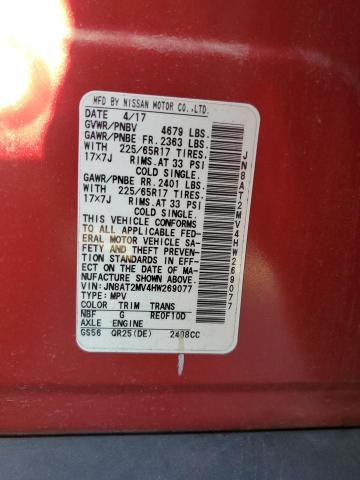 MFD BY NISSAN MOTOR CO.,LTD.
DATE 4/17
GVWR/PNBV 4679 LBS.
GAWR/PNBE FR. 2363 LBS.
WITH 225/65R17 TIRES,
17X7J RIMS, AT 33 PSI
COLD SINGLE.
GAWR/PNBE RR. 2401 LBS.
WITH 225/65R17 TIRES,
17X7J RIMS, AT 33 PSI
COLD SINGLE.
THIS VEHICLE CONFORMS
TO ALL APPLICABLE FED-
ERAL MOTOR VEHICLE SA-
FETY AND THEFT PREVEN-
TION STANDARDS IN EFF-
ECT ON THE DATE OF MA-
NUFACTURE SHOWN ABOVE.
VIN:JN8AT2MV4HW269077
TYPE:MPV
COLOR TRIM TRANS
NBF G RE0F10D
AXLE ENGINE
GS56 QR25(DE) 2488CC
JN8AT2MV4HW269077